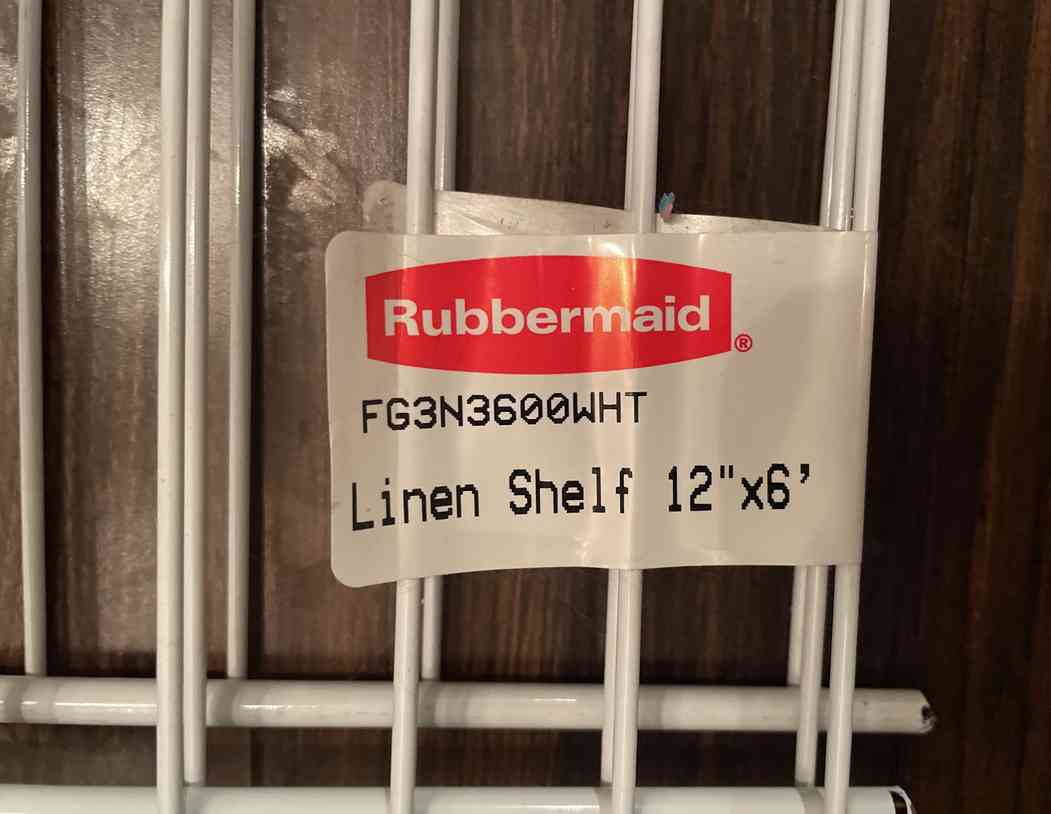 Rubbermaid®
FG3N3600WHT
Linen Shelf 12"x6'